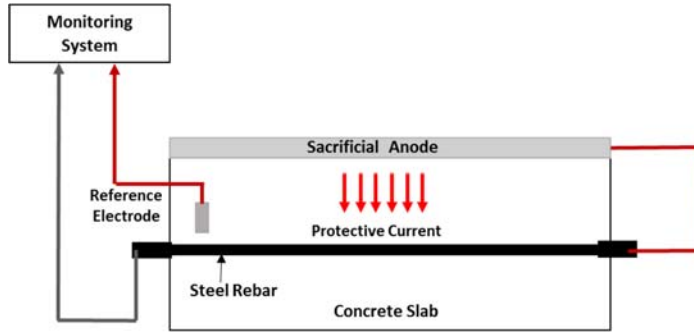 Monitoring
System
Sacrificial Anode
Reference
Electrode
Protective Current
Steel Rebar
Concrete Slab